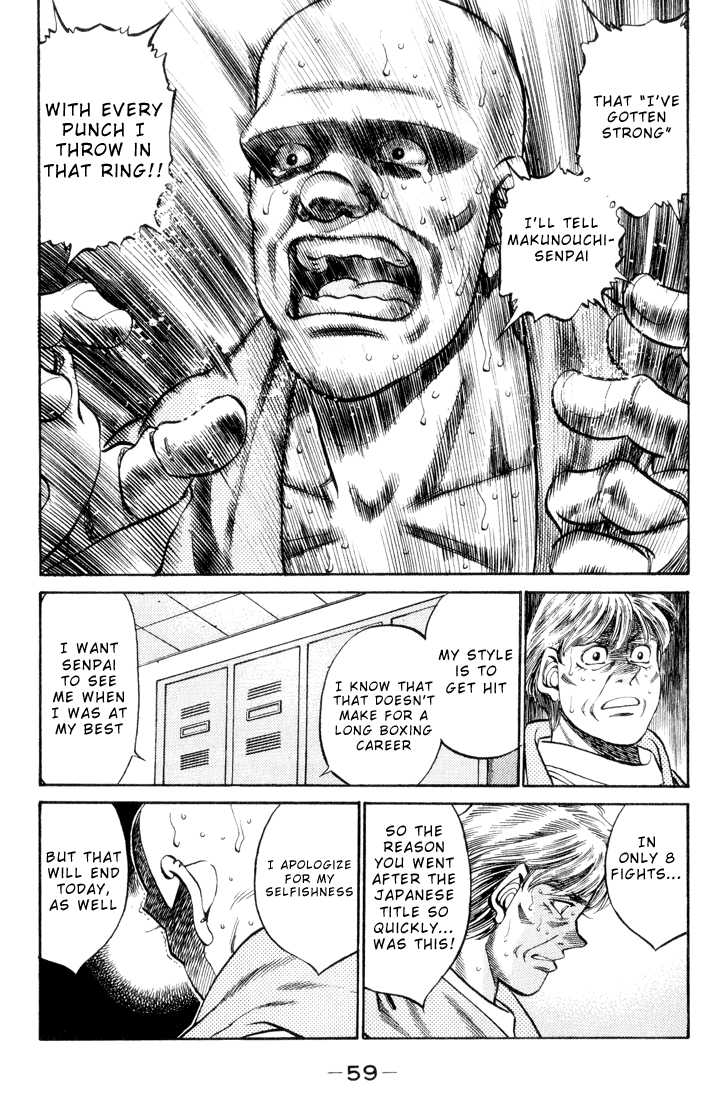 THAT "I'VE
GOTTEN
STRONG"
I'LL TELL
MAKUNOUCHI-
SENPAI
WITH EVERY
PUNCH I
THROW IN
THAT RING!!
MY STYLE
IS TO
GET HIT
I KNOW THAT
THAT DOESN'T
MAKE FOR A
LONG BOXING
CAREER
I WANT
SENPAI
TO SEE
ME WHEN
I WAS AT
MY BEST
IN
ONLY 8
FIGHTS...
SO THE
REASON
YOU WENT
AFTER THE
JAPANESE
TITLE SO
QUICKLY...
WAS THIS!
I APOLOGIZE
FOR MY
SELFISHNESS
BUT THAT
WILL END
TODAY,
AS WELL
—59—